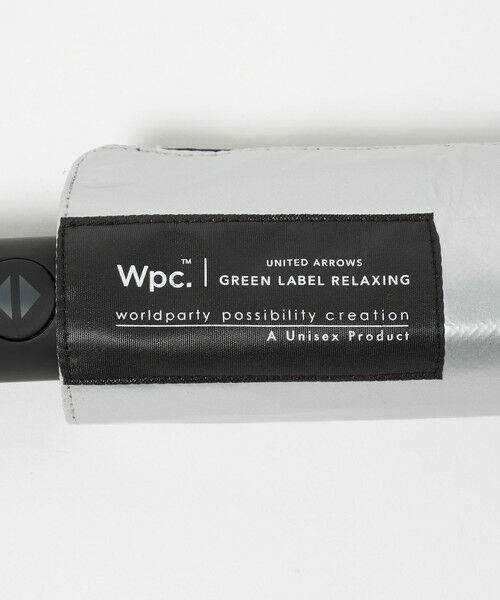 Wpc.™ | UNITED ARROWS
GREEN LABEL RELAXING
worldparty possibility creation
A Unisex Product